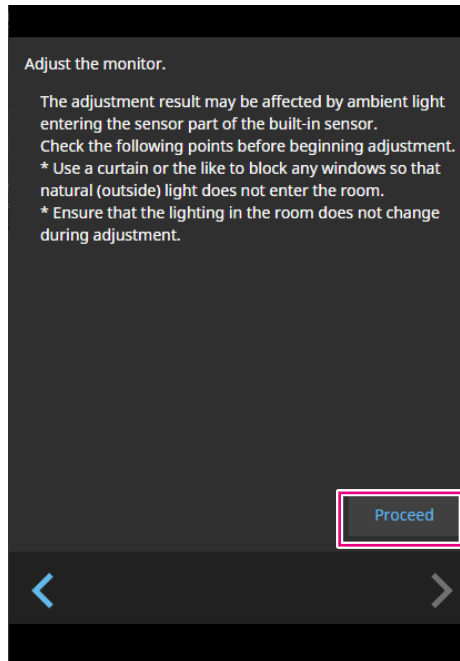 Adjust the monitor.
The adjustment result may be affected by ambient light
entering the sensor part of the built-in sensor.
Check the following points before beginning adjustment.
* Use a curtain or the like to block any windows so that
natural (outside) light does not enter the room.
* Ensure that the lighting in the room does not change
during adjustment.
Proceed